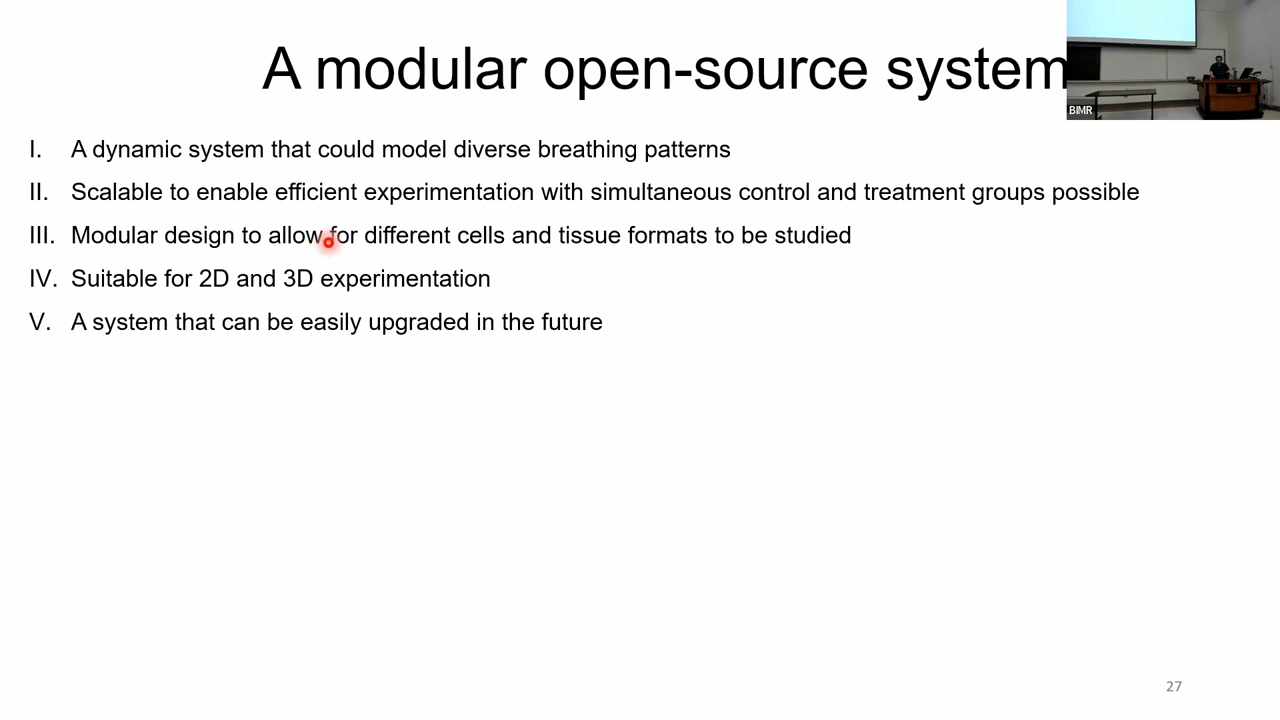 A modular open-source system
BIMR
I. A dynamic system that could model diverse breathing patterns
II. Scalable to enable efficient experimentation with simultaneous control and treatment groups possible
III. Modular design to allow for different cells and tissue formats to be studied
IV. Suitable for 2D and 3D experimentation
V. A system that can be easily upgraded in the future
27